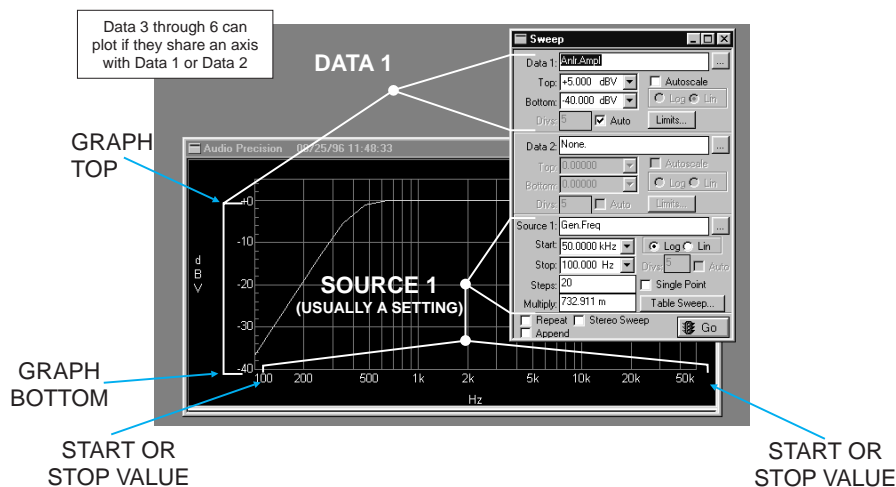 Data 3 through 6 can
plot if they share an axis
with Data 1 or Data 2
DATA 1
GRAPH
TOP
GRAPH
BOTTOM
START OR
STOP VALUE
START OR
STOP VALUE
SOURCE 1
(USUALLY A SETTING)
Audio Precision 08/25/96 11:48:33
+0
-10
-20
-30
-40
d
B
V
100 200 500 1k 2k 5k 10k 20k 50k
Hz
Sweep
Data 1: Anlr.Ampl ...
Top: +5.000 dBV Autoscale
Bottom: -40.000 dBV Log Lin
Divs: 5 Auto Limits...
Data 2: None. ...
Top: 0.00000 Autoscale
Bottom: 0.00000 Log Lin
Divs: 5 Auto Limits...
Source 1: Gen.Freq ...
Start: 50.0000 kHz Log Lin
Stop: 100.000 Hz Divs: 5 Auto
Steps: 20 Single Point
Multiply: 732.911 m Table Sweep...
Repeat Stereo Sweep
Append Go